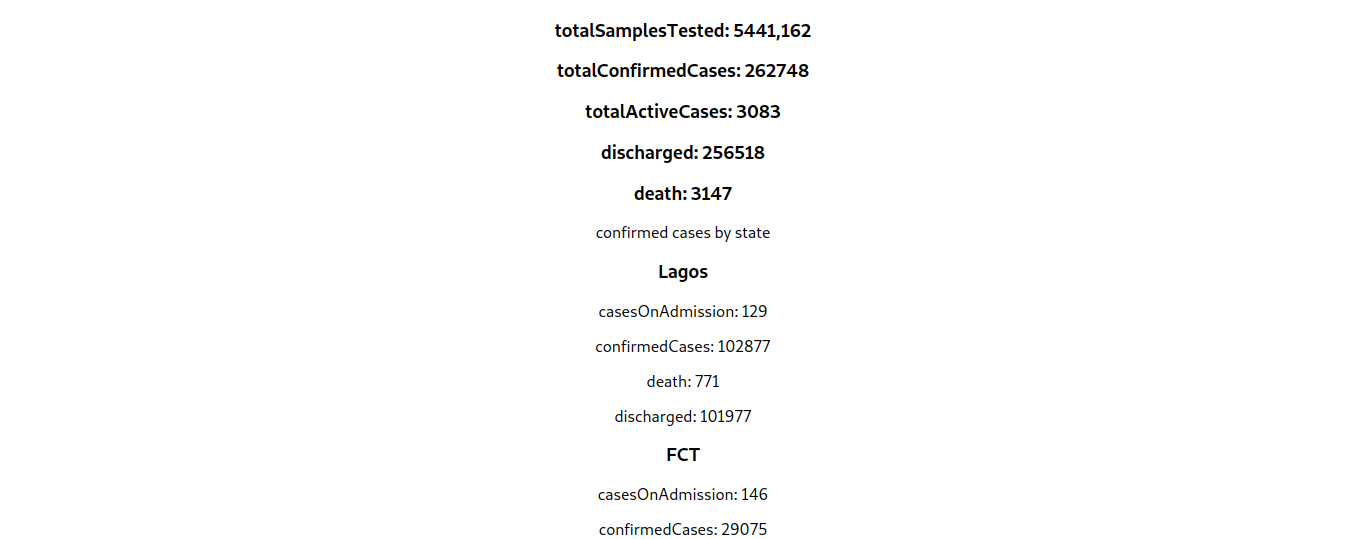 totalSamplesTested: 5441,162
totalConfirmedCases: 262748
totalActiveCases: 3083
discharged: 256518
death: 3147
confirmed cases by state
Lagos
casesOnAdmission: 129
confirmedCases: 102877
death: 771
discharged: 101977
FCT
casesOnAdmission: 146
confirmedCases: 29075